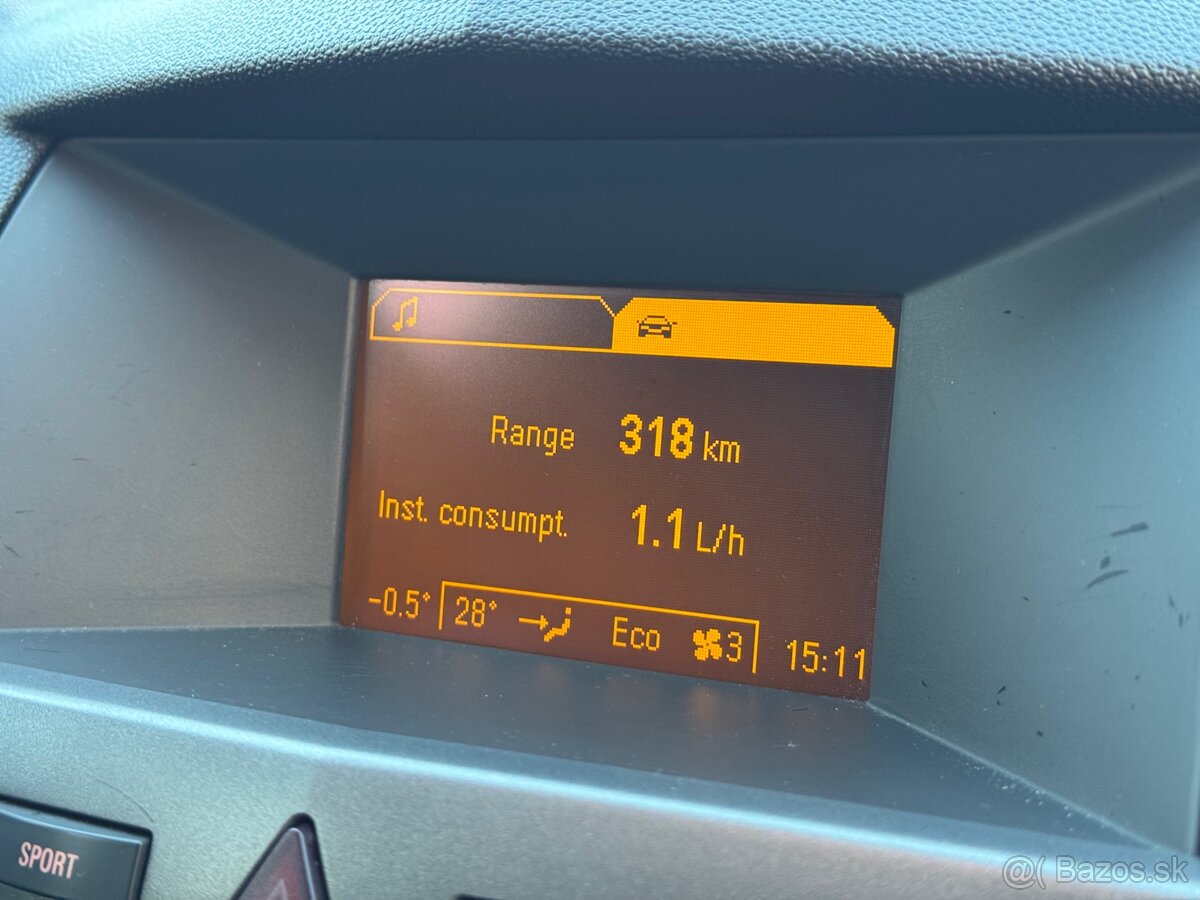 Range 318 km
Inst. consumpt. 1.1 L/h
-0.5° 28° Eco 3 15:11
SPORT
@( Bazos.sk